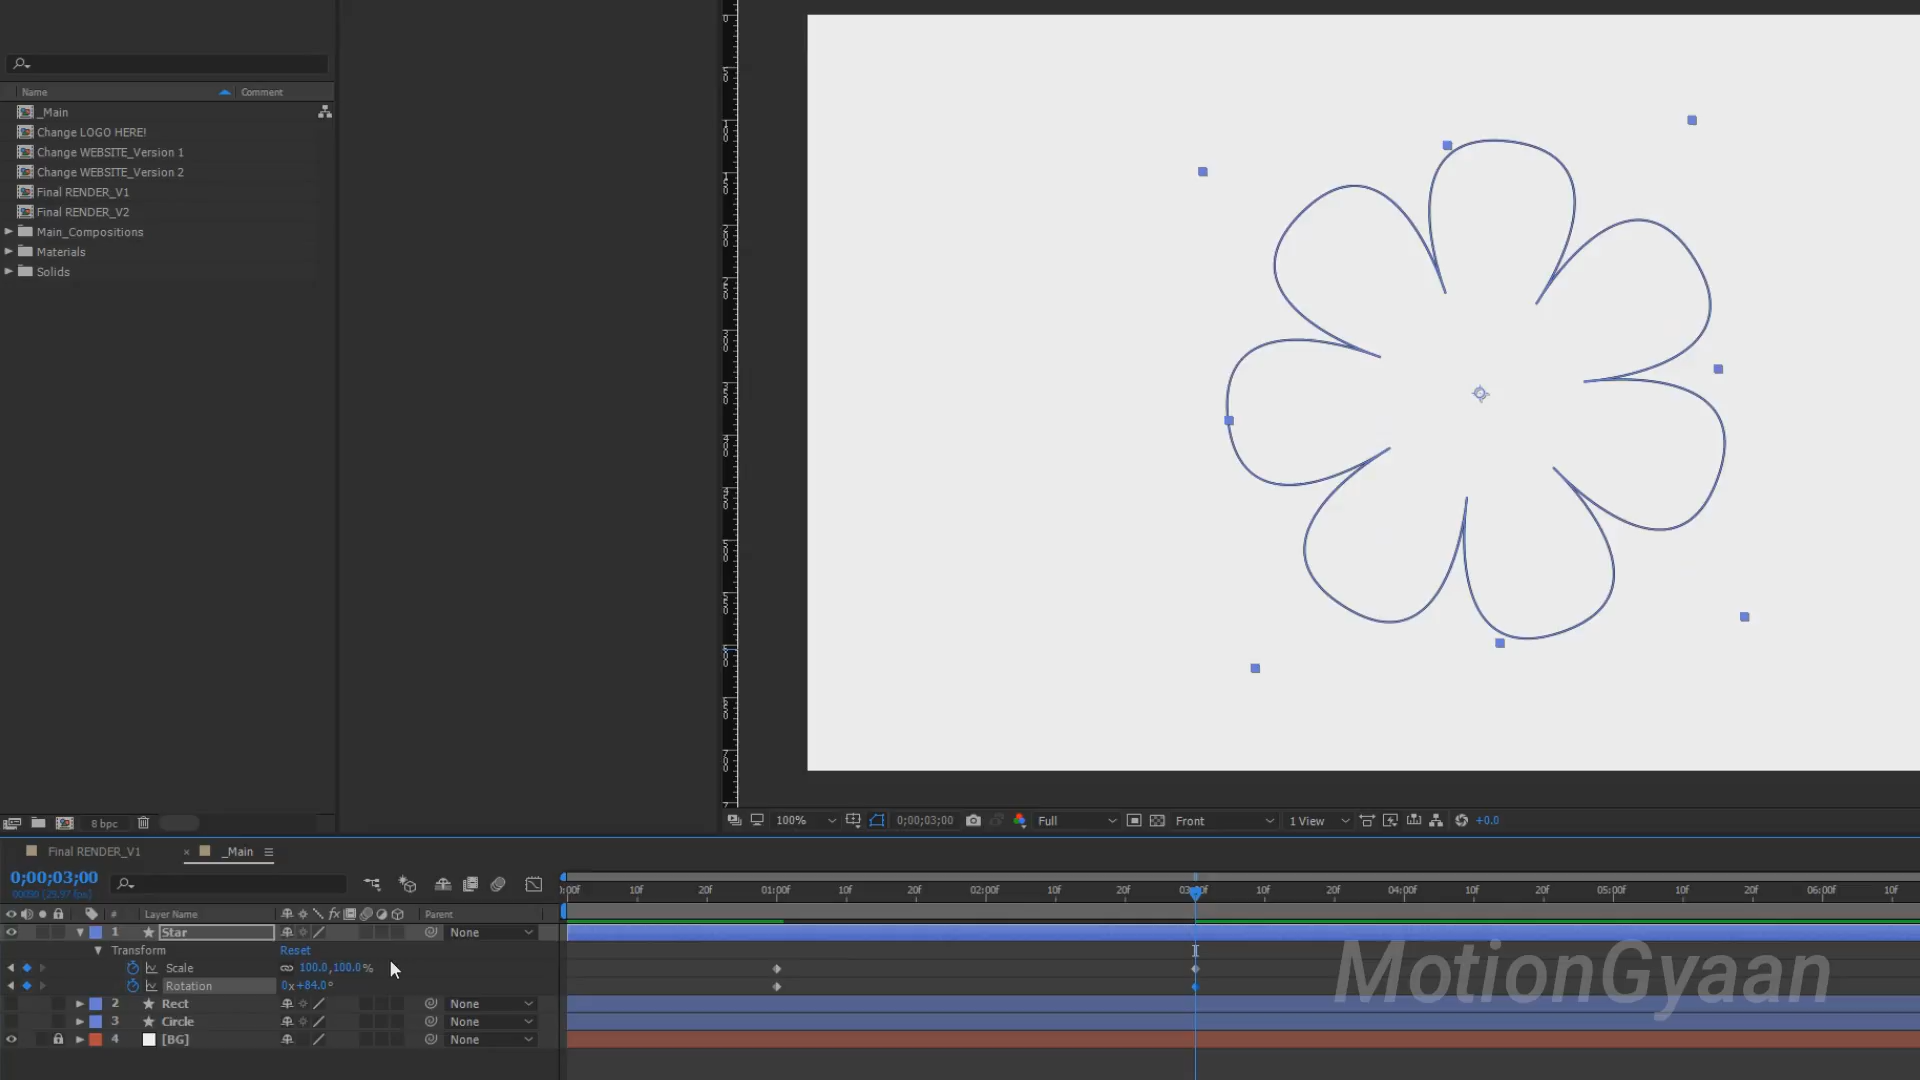 Name Comment
_Main
Change LOGO HERE!
Change WEBSITE_Version 1
Change WEBSITE_Version 2
Final RENDER_V1
Final RENDER_V2
Main_Compositions
Materials
Solids
8 bpc
100% 0;00;03;00 Full Front 1 View +0.0
Final RENDER_V1 × _Main
0;00;03;00
:00f 10f 20f 01:00f 10f 20f 02:00f 10f 20f 10f 20f 04:00f 10f 20f 05:00f 10f 20f 06:00f 10f
# Layer Name fx Parent
1 Star None
Transform Reset
Scale 100.0,100.0%
Rotation 0x+84.0°
2 Rect None
3 Circle None
4 [BG] None
MotionGyaan